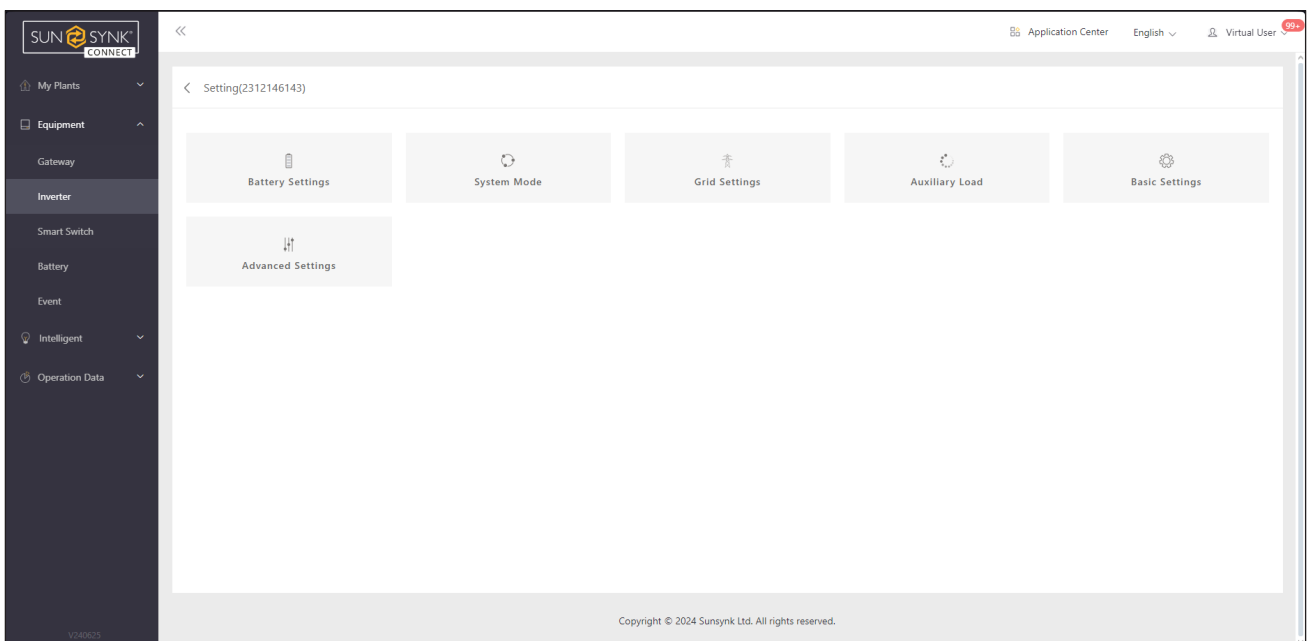 SUN SYNK®
CONNECT
Application Center
English
Virtual User
99+
My Plants
Equipment
Gateway
Inverter
Smart Switch
Battery
Event
Intelligent
Operation Data
V240625
Setting(2312146143)
Battery Settings
System Mode
Grid Settings
Auxiliary Load
Basic Settings
Advanced Settings
Copyright © 2024 Sunsynk Ltd. All rights reserved.